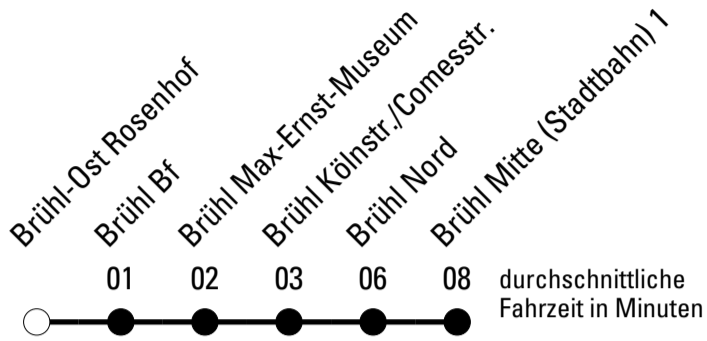 Brühl-Ost Rosenhof
Brühl Bf
Brühl Max-Ernst-Museum
Brühl Kölnstr./Comesstr.
Brühl Nord
Brühl Mitte (Stadtbahn) 1
01 02 03 06 08
durchschnittliche
Fahrzeit in Minuten